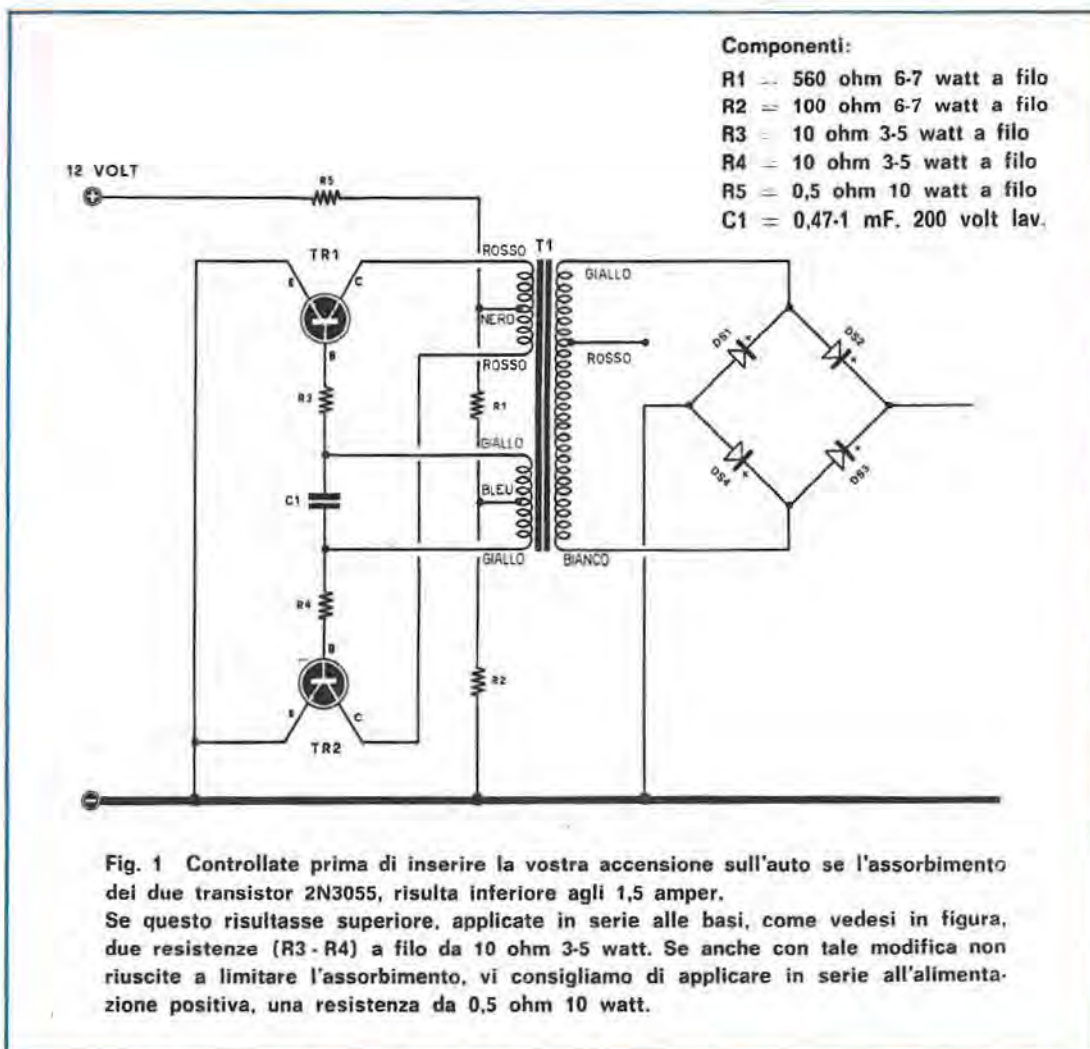 Componenti:
R1 = 560 ohm 6-7 watt a filo
R2 = 100 ohm 6-7 watt a filo
R3 = 10 ohm 3-5 watt a filo
R4 = 10 ohm 3-5 watt a filo
R5 = 0,5 ohm 10 watt a filo
C1 = 0,47-1 mF. 200 volt lav.
12 VOLT
+
R5
TR1
E
C
B
ROSSO
T1
NERO
ROSSO
GIALLO
ROSSO
DS1
+
DS2
+
R3
R1
GIALLO
C1
BLEU
GIALLO
BIANCO
DS4
+
DS3
+
R4
B
E
C
TR2
R2
-
Fig. 1 Controllate prima di inserire la vostra accensione sull'auto se l'assorbimento
dei due transistor 2N3055, risulta inferiore agli 1,5 amper.
Se questo risultasse superiore, applicate in serie alle basi, come vedesi in figura,
due resistenze (R3 - R4) a filo da 10 ohm 3-5 watt. Se anche con tale modifica non
riuscite a limitare l'assorbimento, vi consigliamo di applicare in serie all'alimenta-
zione positiva, una resistenza da 0,5 ohm 10 watt.